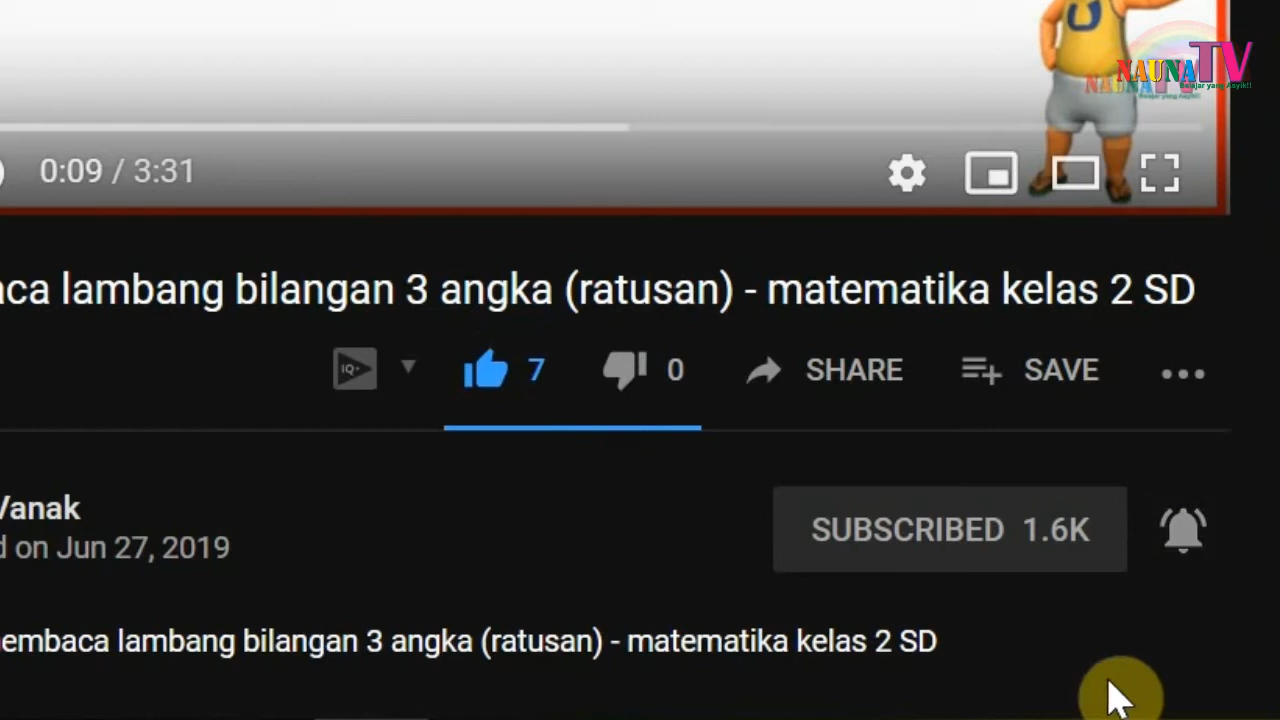 NAUNA TV
Belajar yang Asyik!!
0:09 / 3:31
lambang bilangan 3 angka (ratusan) - matematika kelas 2 SD
IQ+
7
0
SHARE
SAVE
Vanak
on Jun 27, 2019
SUBSCRIBED 1.6K
embaca lambang bilangan 3 angka (ratusan) - matematika kelas 2 SD